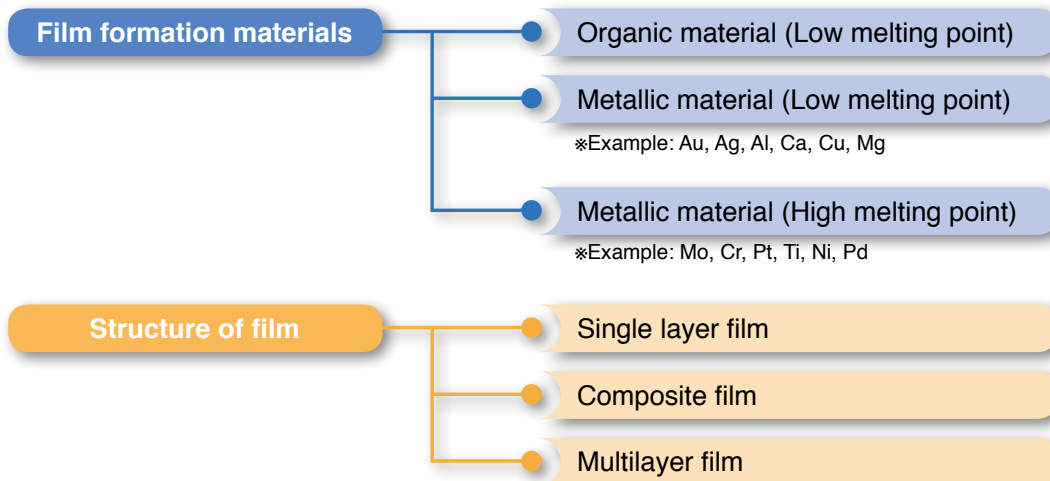 Film formation materials
Organic material (Low melting point)
Metallic material (Low melting point)
※Example: Au, Ag, Al, Ca, Cu, Mg
Metallic material (High melting point)
※Example: Mo, Cr, Pt, Ti, Ni, Pd
Structure of film
Single layer film
Composite film
Multilayer film